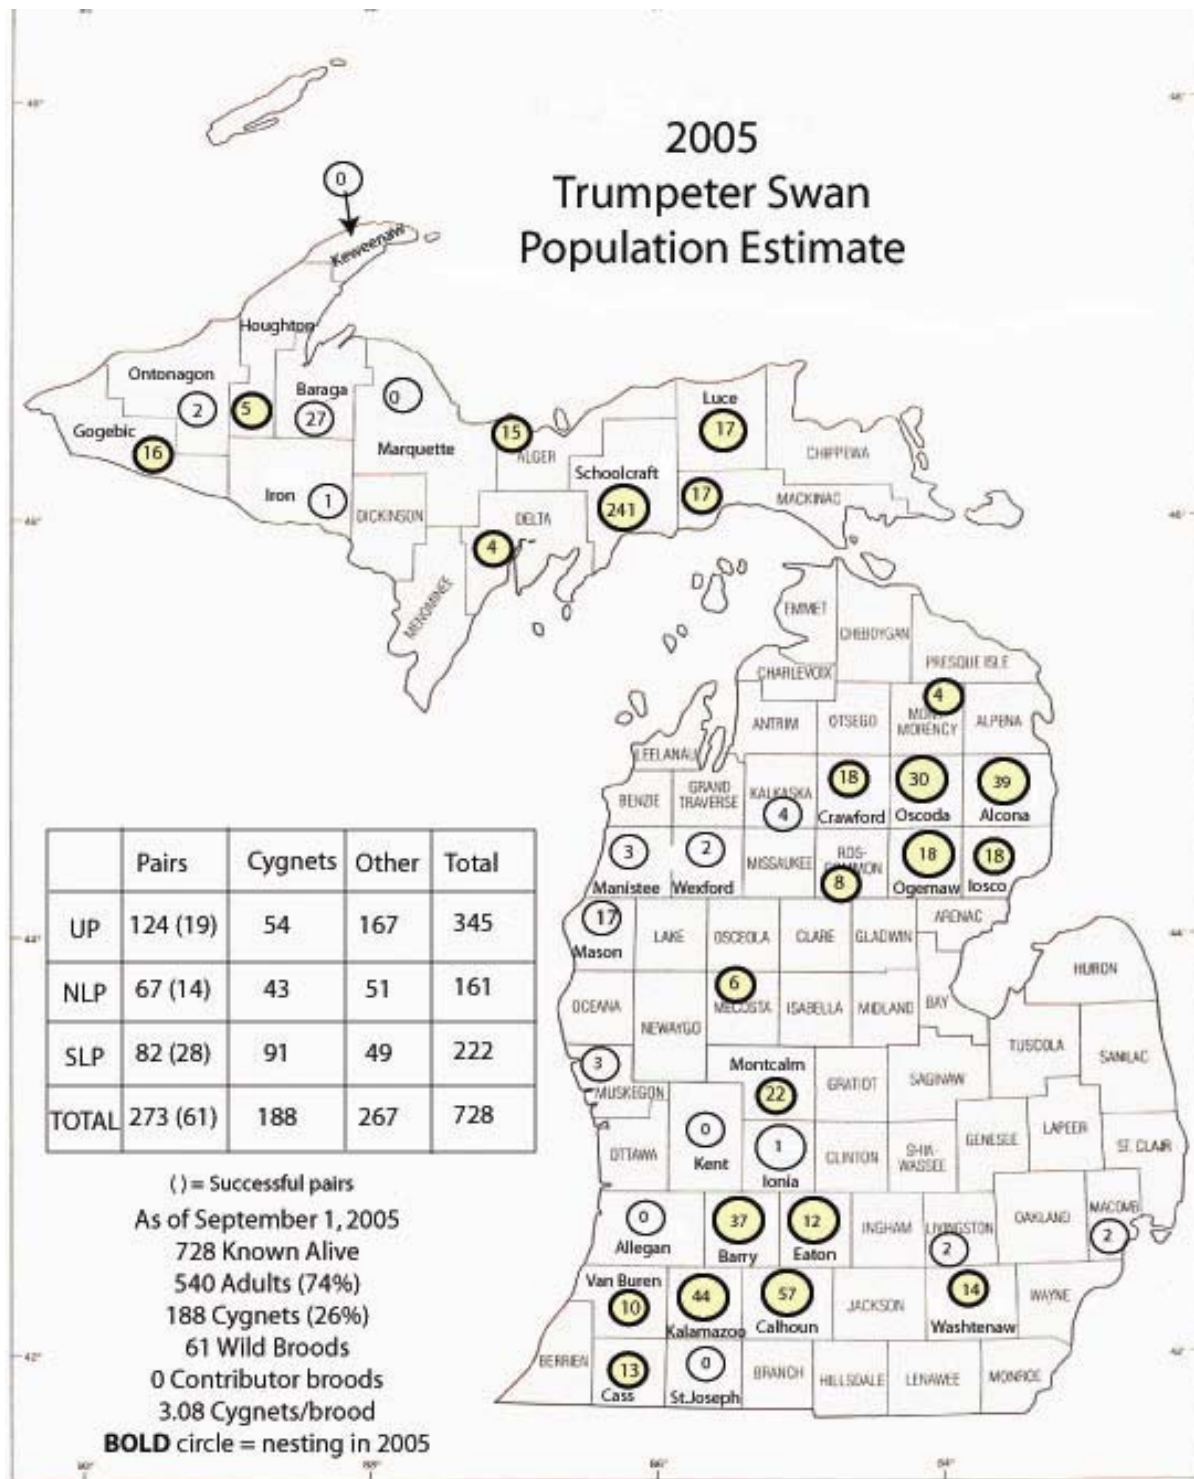 2005
Trumpeter Swan
Population Estimate
0
Keweenaw
Houghton
Ontonagon
2
5
Baraga
27
0
Marquette
Gogebic
16
Iron
1
DICKINSON
MENOMINEE
15
ALGER
DELTA
4
Schoolcraft
241
Luce
17
17
CHIPPEWA
MACKINAC
EMMET
CHEBOYGAN
PRESQUE ISLE
CHARLEVOIX
4
ANTRIM
OTSEGO
MONT-
MORENCY
ALPENA
LEELANAU
BENZIE
GRAND
TRAVERSE
KALKASKA
4
18
Crawford
30
Oscoda
39
Alcona
3
Manistee
2
Wexford
MISSAUKEE
ROS-
COMMON
8
18
Ogemaw
18
Iosco
17
Mason
LAKE
OSCEOLA
CLARE
GLADWIN
ARENAC
HURON
OCEANA
NEWAYGO
6
MECOSTA
ISABELLA
MIDLAND
BAY
TUSCOLA
SANILAC
3
MUSKEGON
Montcalm
22
GRATIOT
SAGINAW
OTTAWA
0
Kent
1
Ionia
CLINTON
SHIA-
WASSEE
GENESEE
LAPEER
ST. CLAIR
0
Allegan
37
Barry
12
Eaton
INGHAM
LIVINGSTON
2
OAKLAND
MACOMB
2
Van Buren
10
44
Kalamazoo
57
Calhoun
JACKSON
14
Washtenaw
WAYNE
BERRIEN
13
Cass
0
St.Joseph
BRANCH
HILLSDALE
LENAWEE
MONROE
Pairs Cygnets Other Total
UP 124 (19) 54 167 345
NLP 67 (14) 43 51 161
SLP 82 (28) 91 49 222
TOTAL 273 (61) 188 267 728
( ) = Successful pairs
As of September 1, 2005
728 Known Alive
540 Adults (74%)
188 Cygnets (26%)
61 Wild Broods
0 Contributor broods
3.08 Cygnets/brood
BOLD circle = nesting in 2005